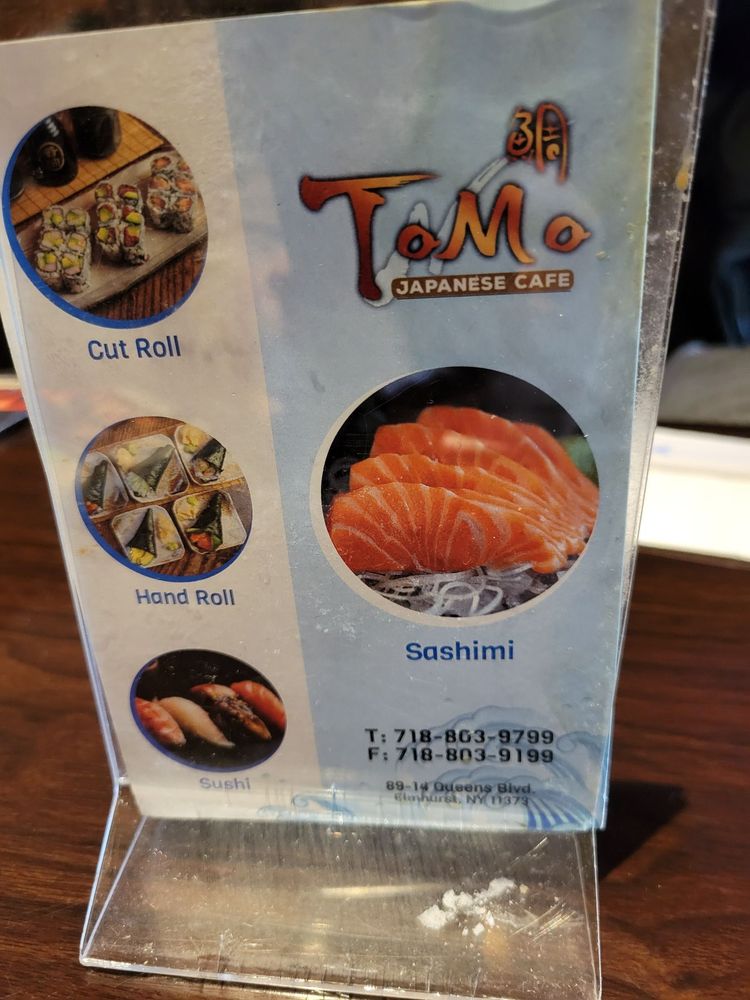 鯛
ToMo
JAPANESE CAFE
Cut Roll
Hand Roll
Sushi
Sashimi
T: 718-803-9799
F: 718-803-9199
89-14 Queens Blvd.
Elmhurst, NY 11373